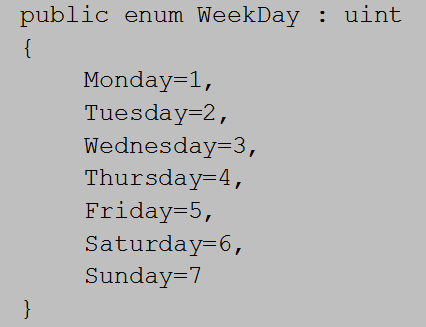 public enum WeekDay : uint
{
Monday=1,
Tuesday=2,
Wednesday=3,
Thursday=4,
Friday=5,
Saturday=6,
Sunday=7
}